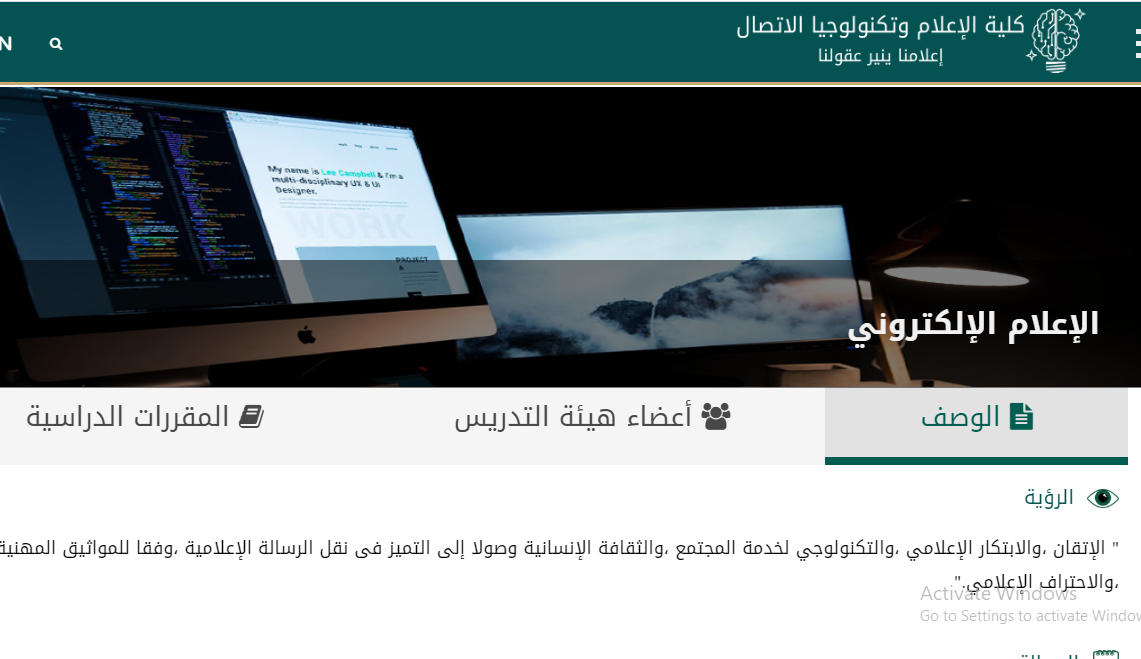 كلية الإعلام وتكنولوجيا الاتصال
إعلامنا ينير عقولنا
N
My name is Lee Campbell & I'm a
multi-disciplinary UX & UI
Designer.
WORK
PROJECT
A
الإعلام الإلكتروني
الوصف
أعضاء هيئة التدريس
المقررات الدراسية
الرؤية
" الإتقان ،والابتكار الإعلامي ،والتكنولوجي لخدمة المجتمع ،والثقافة الإنسانية وصولا إلى التميز فى نقل الرسالة الإعلامية ،وفقا للمواثيق المهنية
،والاحتراف الإعلامي."
Activate Windows
Go to Settings to activate Window